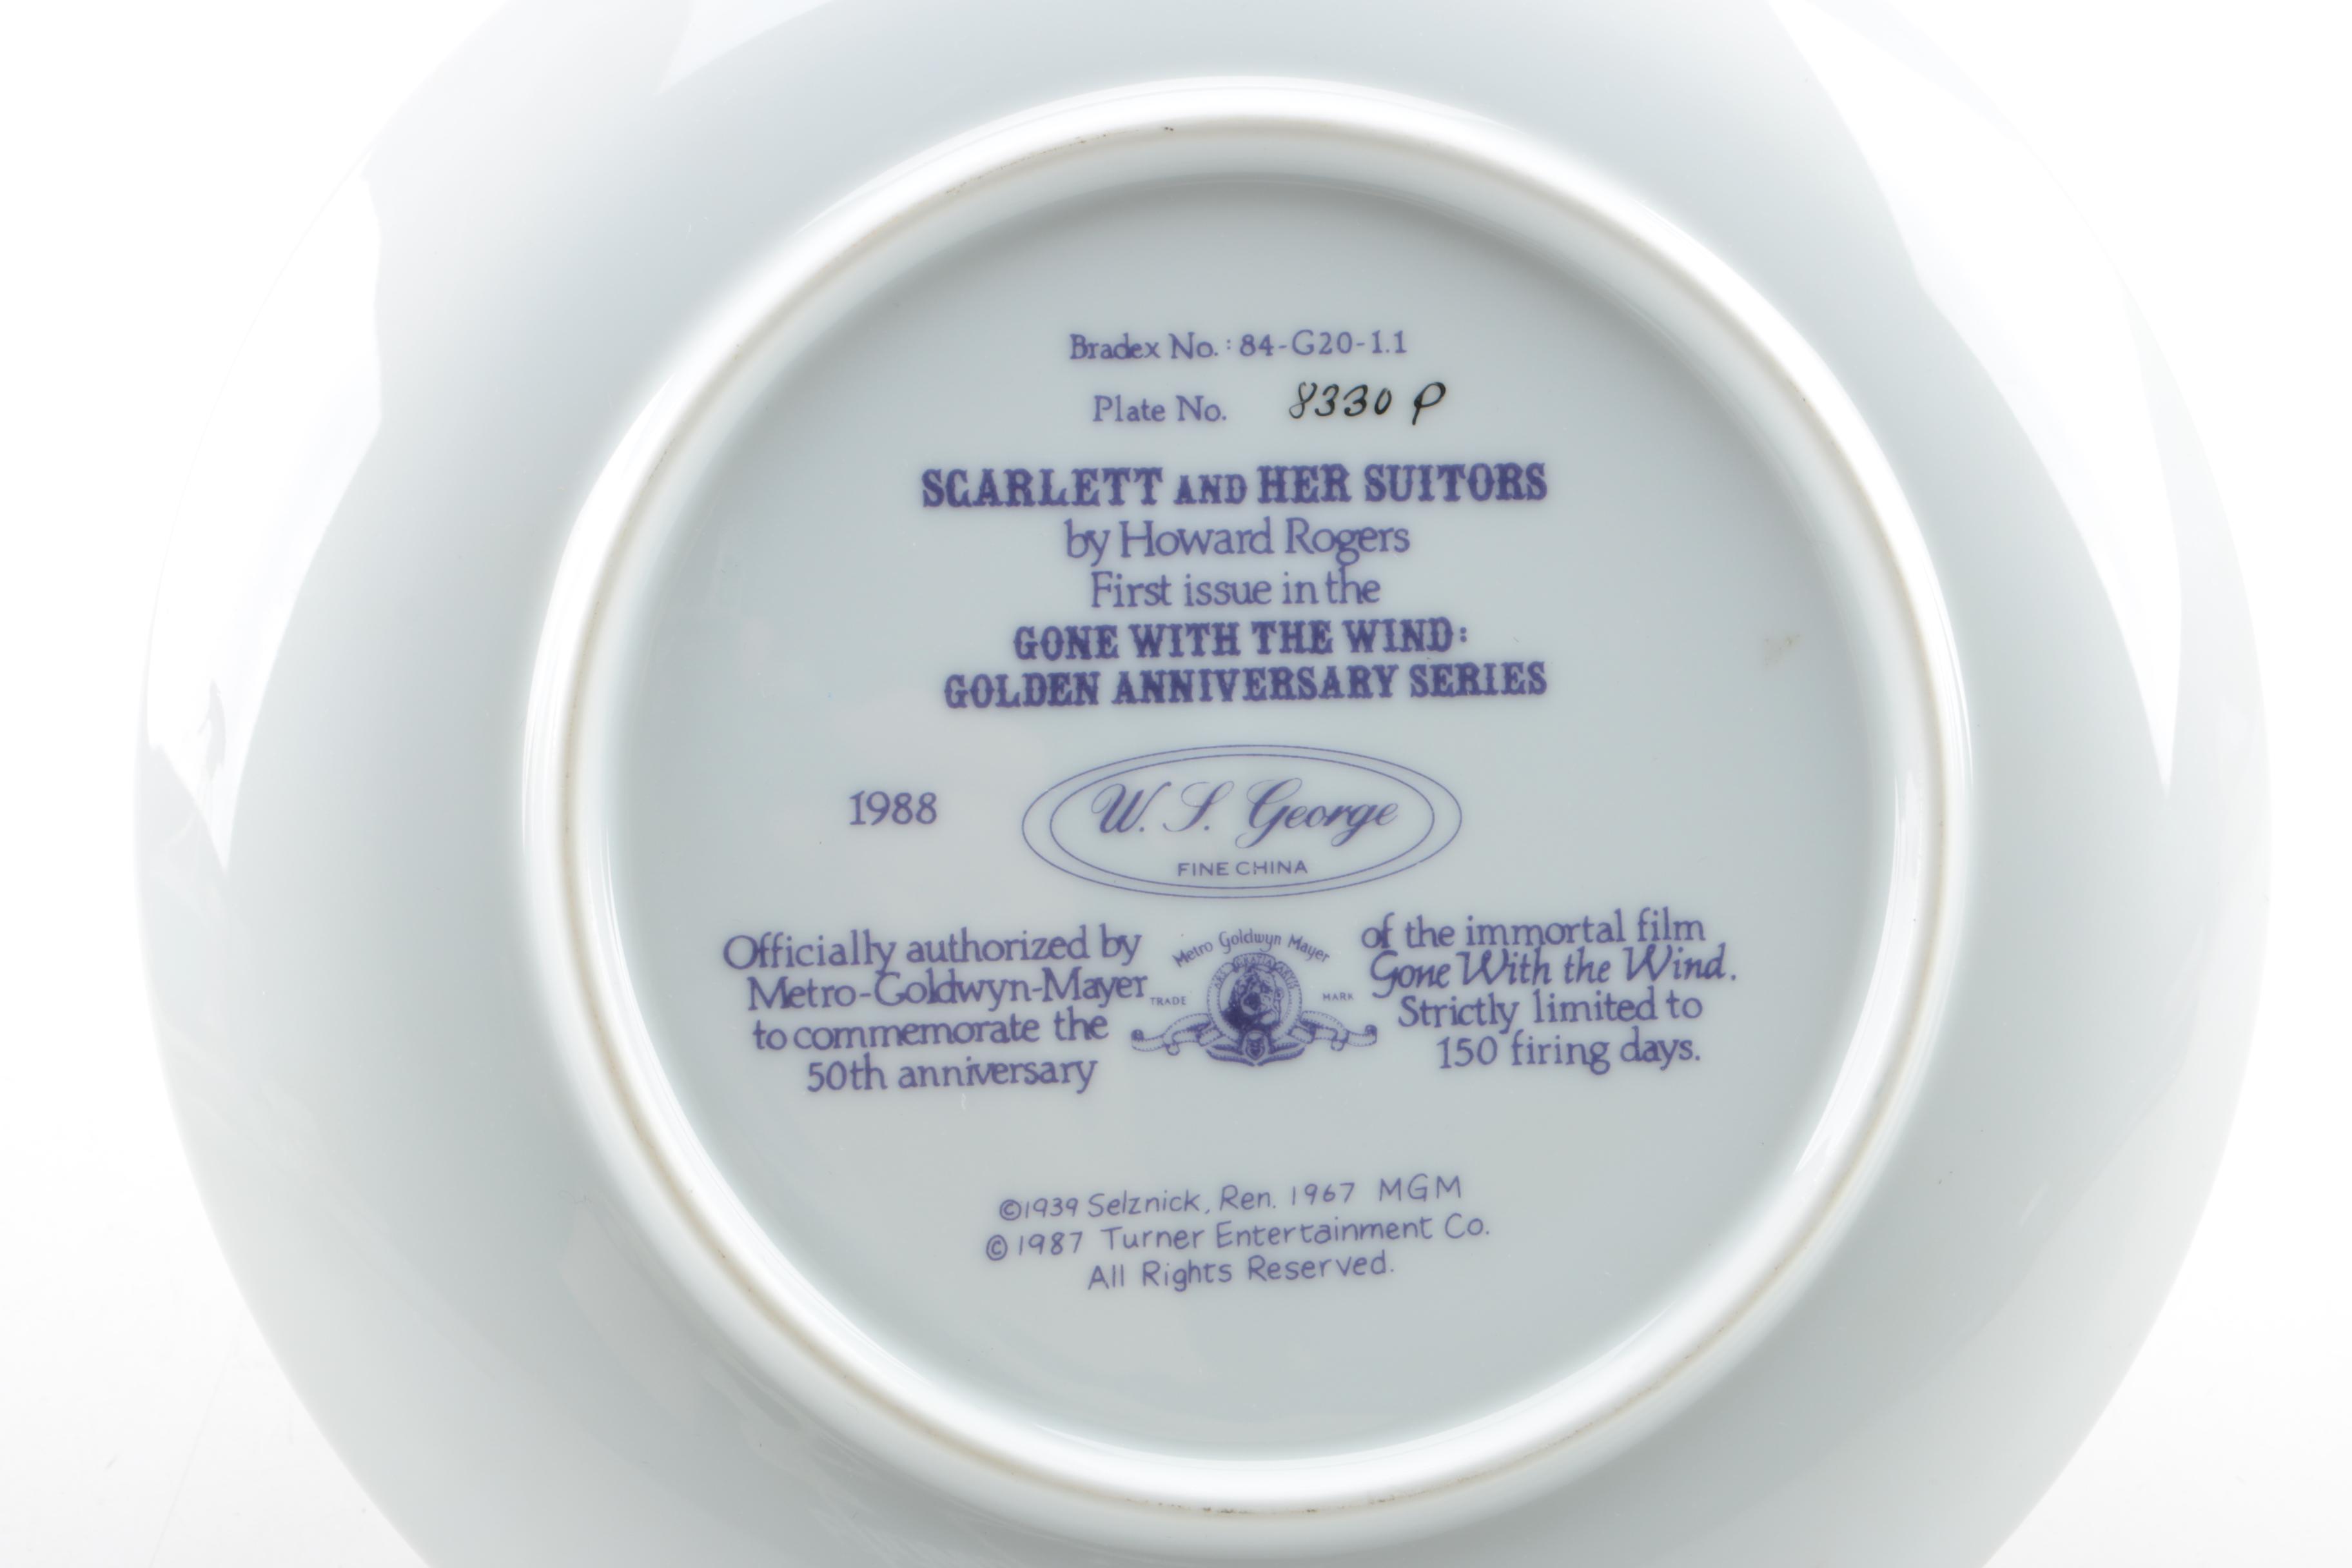 Bradex No.: 84-G20-1.1
Plate No. 8330 P
SCARLETT AND HER SUITORS
by Howard Rogers
First issue in the
GONE WITH THE WIND:
GOLDEN ANNIVERSARY SERIES
1988
W. S. George
FINE CHINA
Officially authorized by
Metro-Goldwyn-Mayer
to commemorate the
50th anniversary
Metro Goldwyn Mayer
ARS GRATIA ARTIS
TRADE MARK
of the immortal film
Gone With the Wind.
Strictly limited to
150 firing days.
©1939 Selznick, Ren. 1967 MGM
©1987 Turner Entertainment Co.
All Rights Reserved.